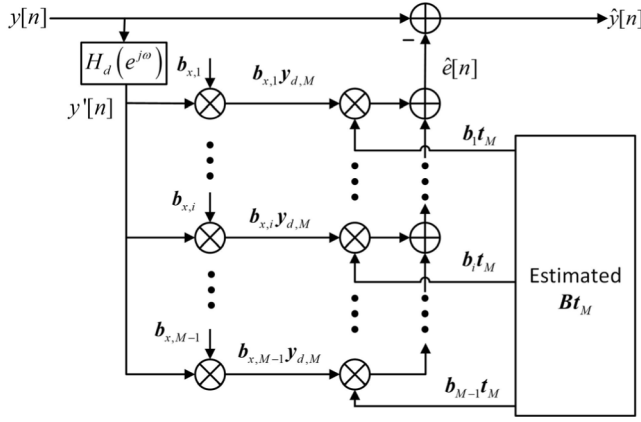 y[n]
ŷ[n]
−
H_d(e^{jω})
ê[n]
b_{x,1}
b_{x,1}y_{d,M}
y'[n]
b_1t_M
b_{x,i}
b_{x,i}y_{d,M}
b_it_M
Estimated
Bt_M
b_{x,M−1}
b_{x,M−1}y_{d,M}
b_{M−1}t_M